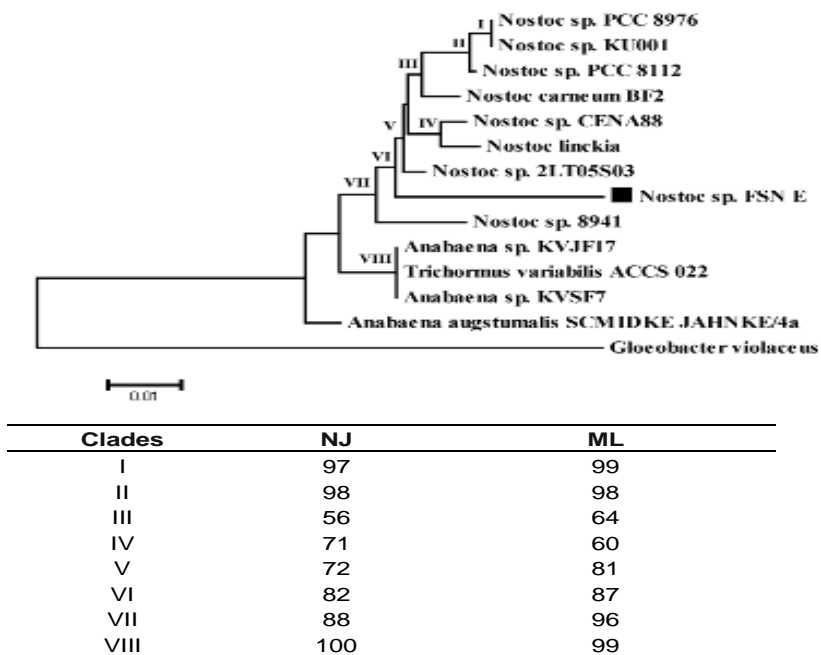 I Nostoc sp. PCC 8976
Nostoc sp. KU001
II
Nostoc sp. PCC 8112
III
Nostoc carneum BF2
IV Nostoc sp. CENA88
V
Nostoc linckia
VI
Nostoc sp. 2LT05S03
VII
Nostoc sp. FSN E
Nostoc sp. 8941
Anabaena sp. KVJF17
VIII Trichormus variabilis ACCS 022
Anabaena sp. KVSF7
Anabaena augstumalis SCMIDKE JAHNKE/4a
Gloeobacter violaceus
0.01
Clades NJ ML
I 97 99
II 98 98
III 56 64
IV 71 60
V 72 81
VI 82 87
VII 88 96
VIII 100 99